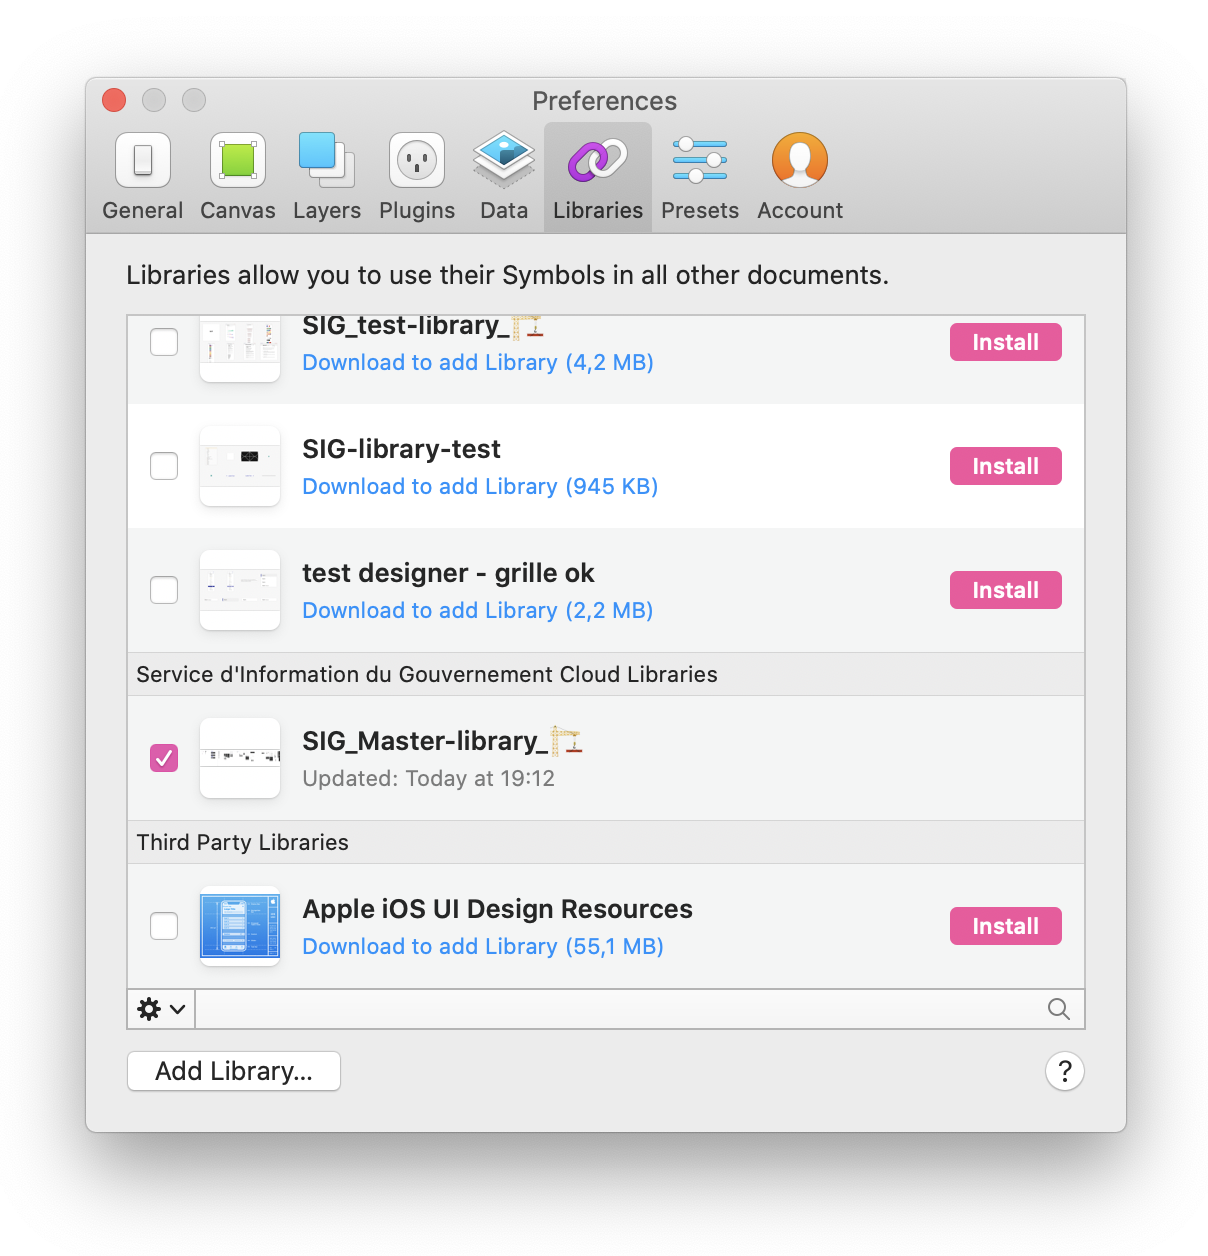 Preferences
General Canvas Layers Plugins Data Libraries Presets Account
Libraries allow you to use their Symbols in all other documents.
SIG_test-library_🏗
Download to add Library (4,2 MB)
Install
SIG-library-test
Download to add Library (945 KB)
Install
test designer - grille ok
Download to add Library (2,2 MB)
Install
Service d'Information du Gouvernement Cloud Libraries
SIG_Master-library_🏗
Updated: Today at 19:12
Third Party Libraries
Apple iOS UI Design Resources
Download to add Library (55,1 MB)
Install
Add Library...
?